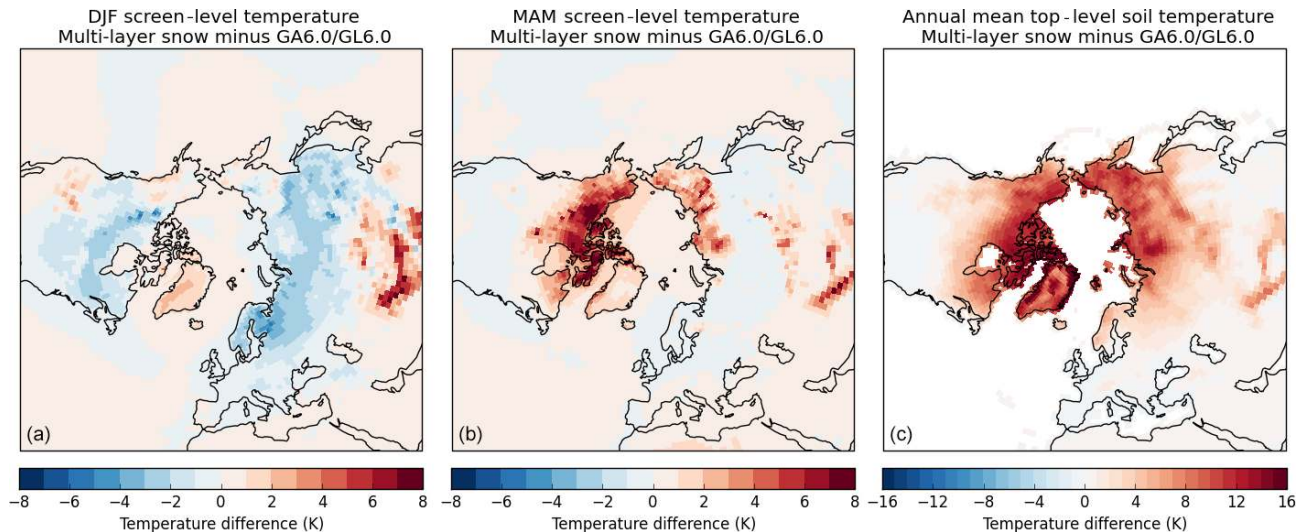 DJF screen-level temperature
Multi-layer snow minus GA6.0/GL6.0
MAM screen-level temperature
Multi-layer snow minus GA6.0/GL6.0
Annual mean top-level soil temperature
Multi-layer snow minus GA6.0/GL6.0
(a)
(b)
(c)
−8 −6 −4 −2 0 2 4 6 8
Temperature difference (K)
−8 −6 −4 −2 0 2 4 6 8
Temperature difference (K)
−16 −12 −8 −4 0 4 8 12 16
Temperature difference (K)